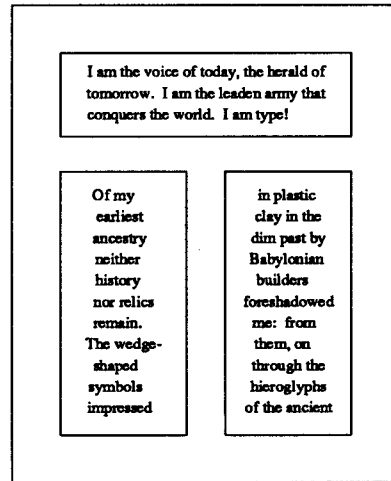 I am the voice of today, the herald of
tomorrow.  I am the leaden army that
conquers the world.  I am type!
Of my
earliest
ancestry
neither
history
nor relics
remain.
The wedge-
shaped
symbols
impressed
in plastic
clay in the
dim past by
Babylonian
builders
foreshadowed
me:  from
them, on
through the
hieroglyphs
of the ancient